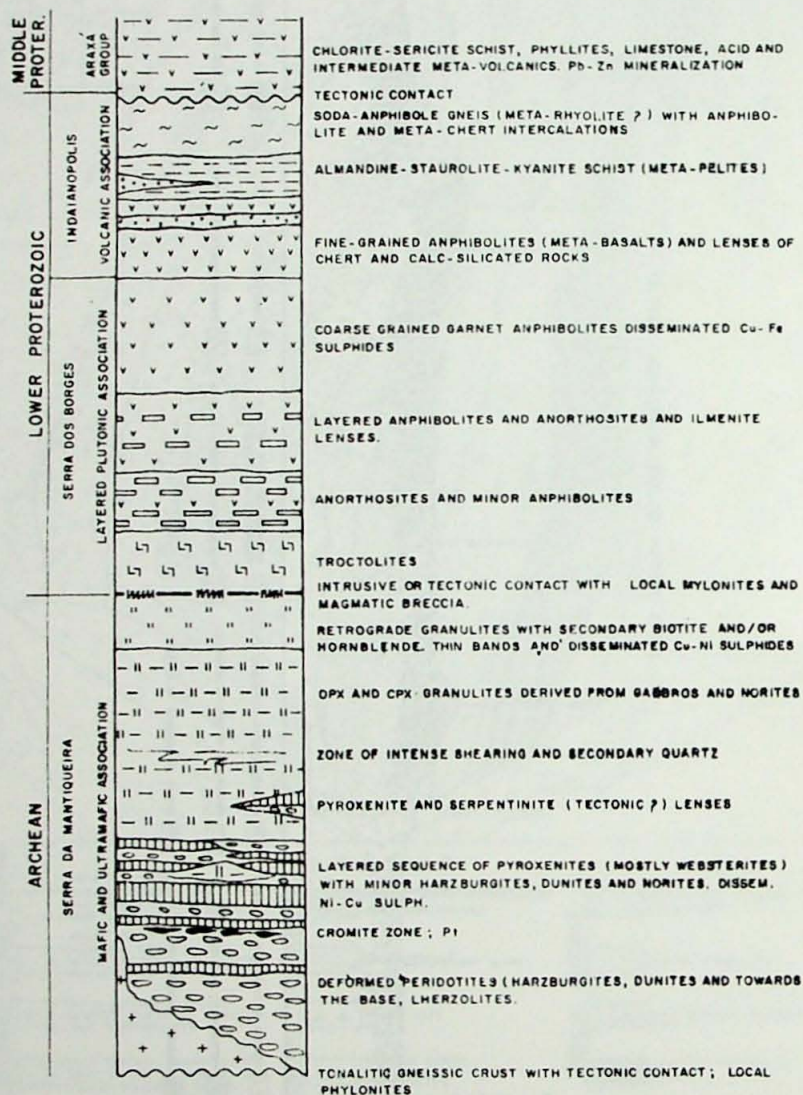 MIDDLE
PROTER.
ARAXÁ
GROUP
LOWER PROTEROZOIC
INDAIANOPOLIS
VOLCANIC ASSOCIATION
SERRA DOS BORGES
LAYERED PLUTONIC ASSOCIATION
ARCHEAN
SERRA DA MANTIQUEIRA
MAFIC AND ULTRAMAFIC ASSOCIATION
CHLORITE-SERICITE SCHIST, PHYLLITES, LIMESTONE, ACID AND
INTERMEDIATE META-VOLCANICS. Pb-Zn MINERALIZATION
TECTONIC CONTACT
SODA-ANPHIBOLE GNEIS (META-RHYOLITE ?) WITH ANPHIBO-
LITE AND META-CHERT INTERCALATIONS
ALMANDINE-STAUROLITE-KYANITE SCHIST (META-PELITES)
FINE-GRAINED ANPHIBOLITES (META-BASALTS) AND LENSES OF
CHERT AND CALC-SILICATED ROCKS
COARSE GRAINED GARNET ANPHIBOLITES DISSEMINATED Cu-Fe
SULPHIDES
LAYERED ANPHIBOLITES AND ANORTHOSITES AND ILMENITE
LENSES.
ANORTHOSITES AND MINOR ANPHIBOLITES
TROCTOLITES
INTRUSIVE OR TECTONIC CONTACT WITH LOCAL MYLONITES AND
MAGMATIC BRECCIA.
RETROGRADE GRANULITES WITH SECONDARY BIOTITE AND/OR
HORNBLENDE. THIN BANDS AND DISSEMINATED Cu-Ni SULPHIDES
OPX AND CPX GRANULITES DERIVED FROM GABBROS AND NORITES
ZONE OF INTENSE SHEARING AND SECONDARY QUARTZ
PYROXENITE AND SERPENTINITE (TECTONIC ?) LENSES
LAYERED SEQUENCE OF PYROXENITES (MOSTLY WEBSTERITES)
WITH MINOR HARZBURGITES, DUNITES AND NORITES. DISSEM.
Ni-Cu SULPH.
CROMITE ZONE; Pt
DEFORMED PERIDOTITES (HARZBURGITES, DUNITES AND TOWARDS
THE BASE, LHERZOLITES.
TONALITIC GNEISSIC CRUST WITH TECTONIC CONTACT; LOCAL
PHYLONITES